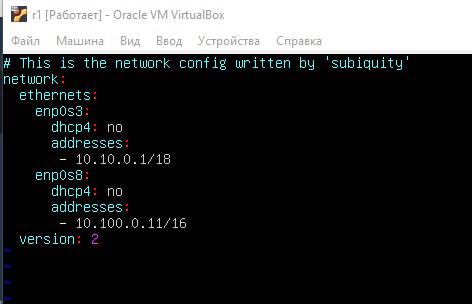 r1 [Работает] - Oracle VM VirtualBox
Файл Машина Вид Ввод Устройства Справка
# This is the network config written by 'subiquity'
network:
  ethernets:
    enp0s3:
      dhcp4: no
      addresses:
       - 10.10.0.1/18
    enp0s8:
      dhcp4: no
      addresses:
       - 10.100.0.11/16
  version: 2
~
~
~
~